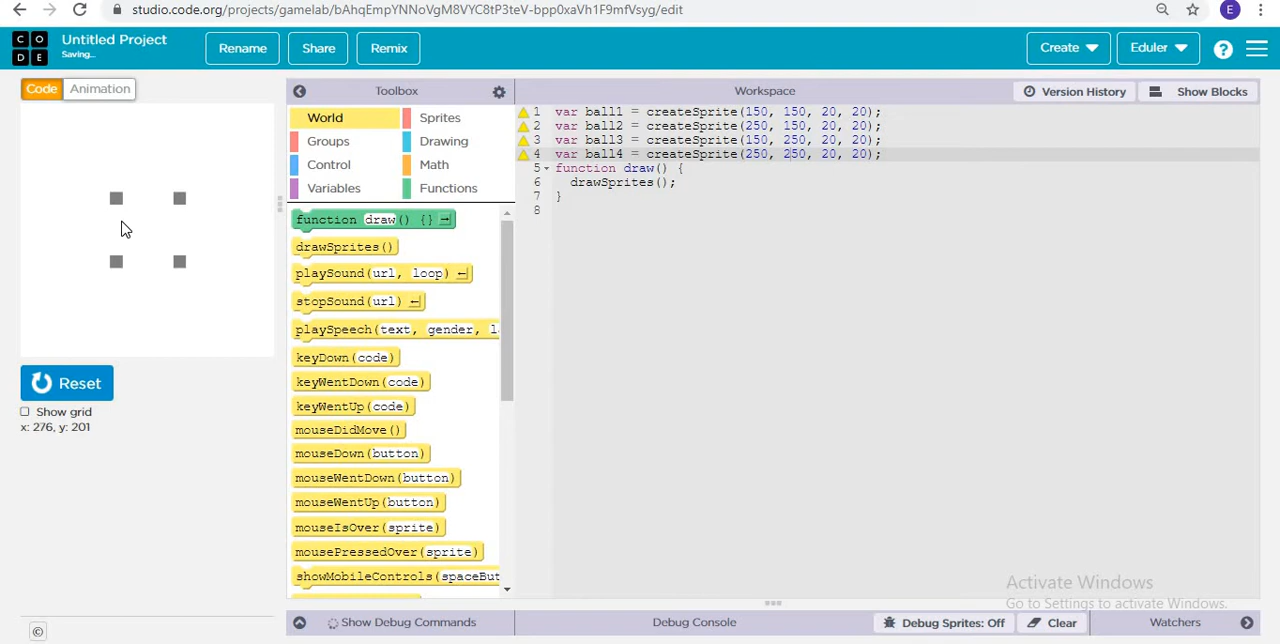 studio.code.org/projects/gamelab/bAhqEmpYNNoVgM8VYC8tP3teV-bpp0xaVh1F9mfVsyg/edit
E
C O D E
Untitled Project
Saving...
Rename
Share
Remix
Create
Eduler
?
Code
Animation
Toolbox
Workspace
Version History
Show Blocks
World
Sprites
Groups
Drawing
Control
Math
Variables
Functions
function draw() {}
drawSprites()
playSound(url, loop)
stopSound(url)
playSpeech(text, gender, l
keyDown(code)
keyWentDown(code)
keyWentUp(code)
mouseDidMove()
mouseDown(button)
mouseWentDown(button)
mouseWentUp(button)
mouseIsOver(sprite)
mousePressedOver(sprite)
showMobileControls(spaceBut
1 var ball1 = createSprite(150, 150, 20, 20);
2 var ball2 = createSprite(250, 150, 20, 20);
3 var ball3 = createSprite(150, 250, 20, 20);
4 var ball4 = createSprite(250, 250, 20, 20);
5 function draw() {
6 drawSprites();
7 }
8
Reset
Show grid
x: 276, y: 201
Activate Windows
Go to Settings to activate Windows.
©
Show Debug Commands
Debug Console
Debug Sprites: Off
Clear
Watchers